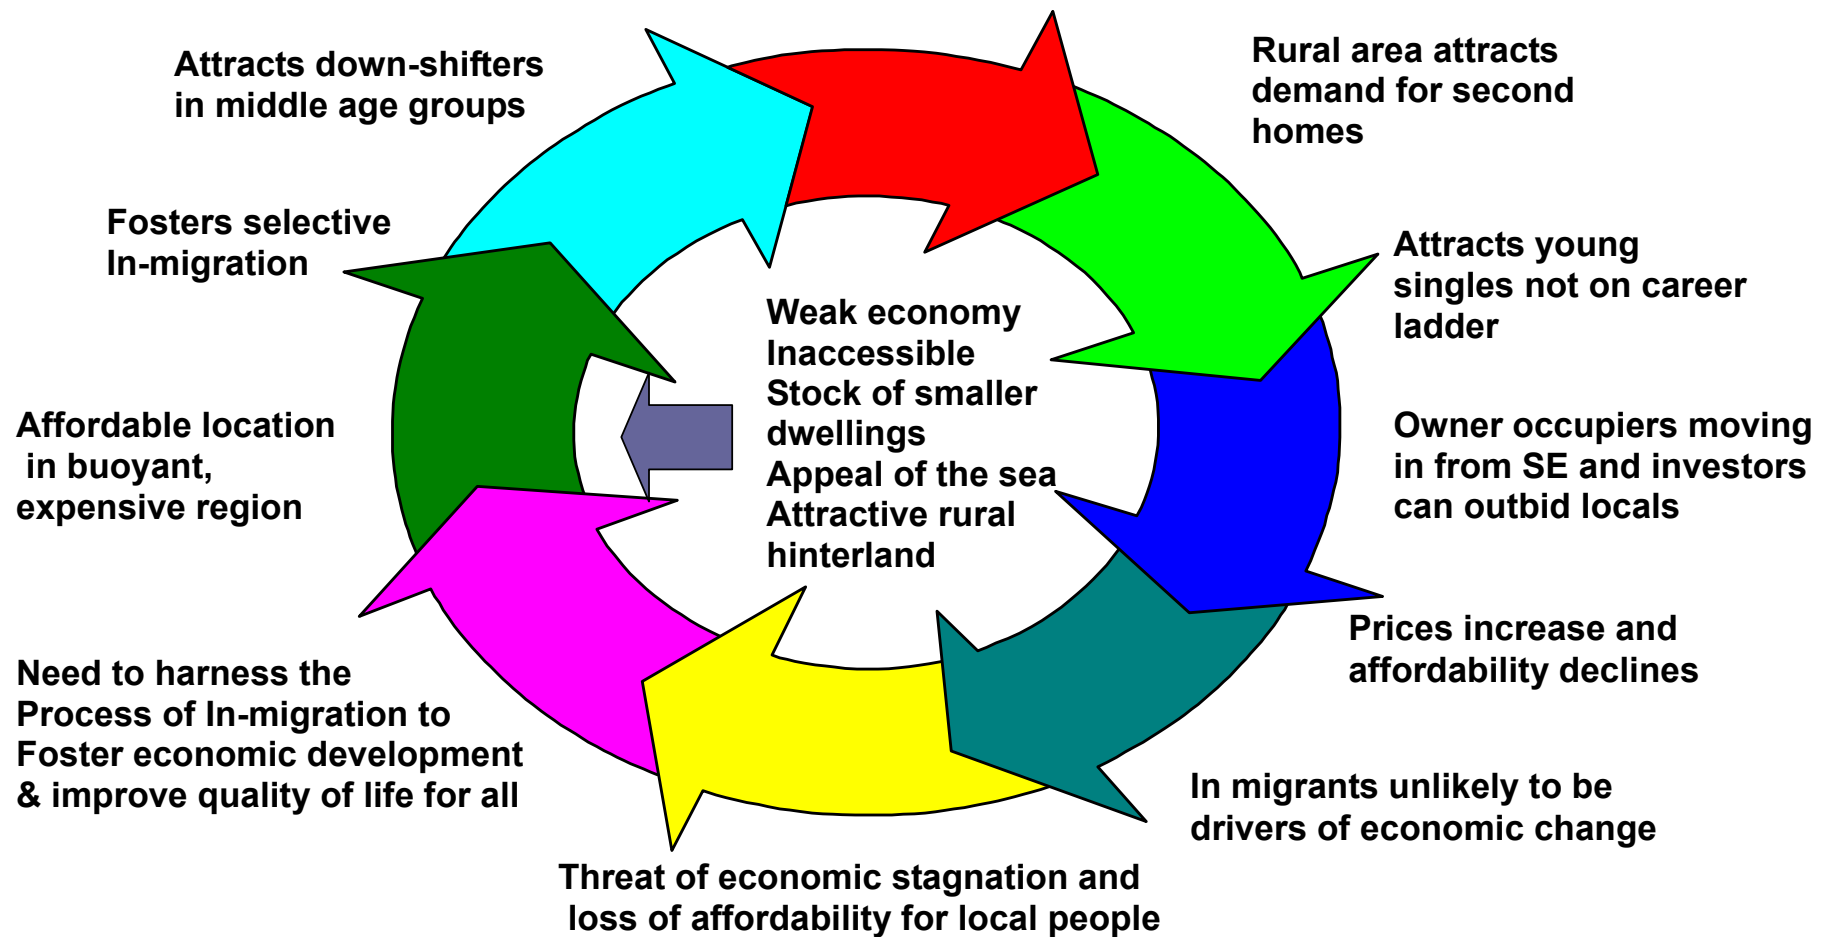 Attracts down-shifters
in middle age groups
Rural area attracts
demand for second
homes
Fosters selective
In-migration
Attracts young
singles not on career
ladder
Weak economy
Inaccessible
Stock of smaller
dwellings
Appeal of the sea
Attractive rural
hinterland
Affordable location
in buoyant,
expensive region
Owner occupiers moving
in from SE and investors
can outbid locals
Prices increase and
affordability declines
Need to harness the
Process of In-migration to
Foster economic development
& improve quality of life for all
In migrants unlikely to be
drivers of economic change
Threat of economic stagnation and
loss of affordability for local people